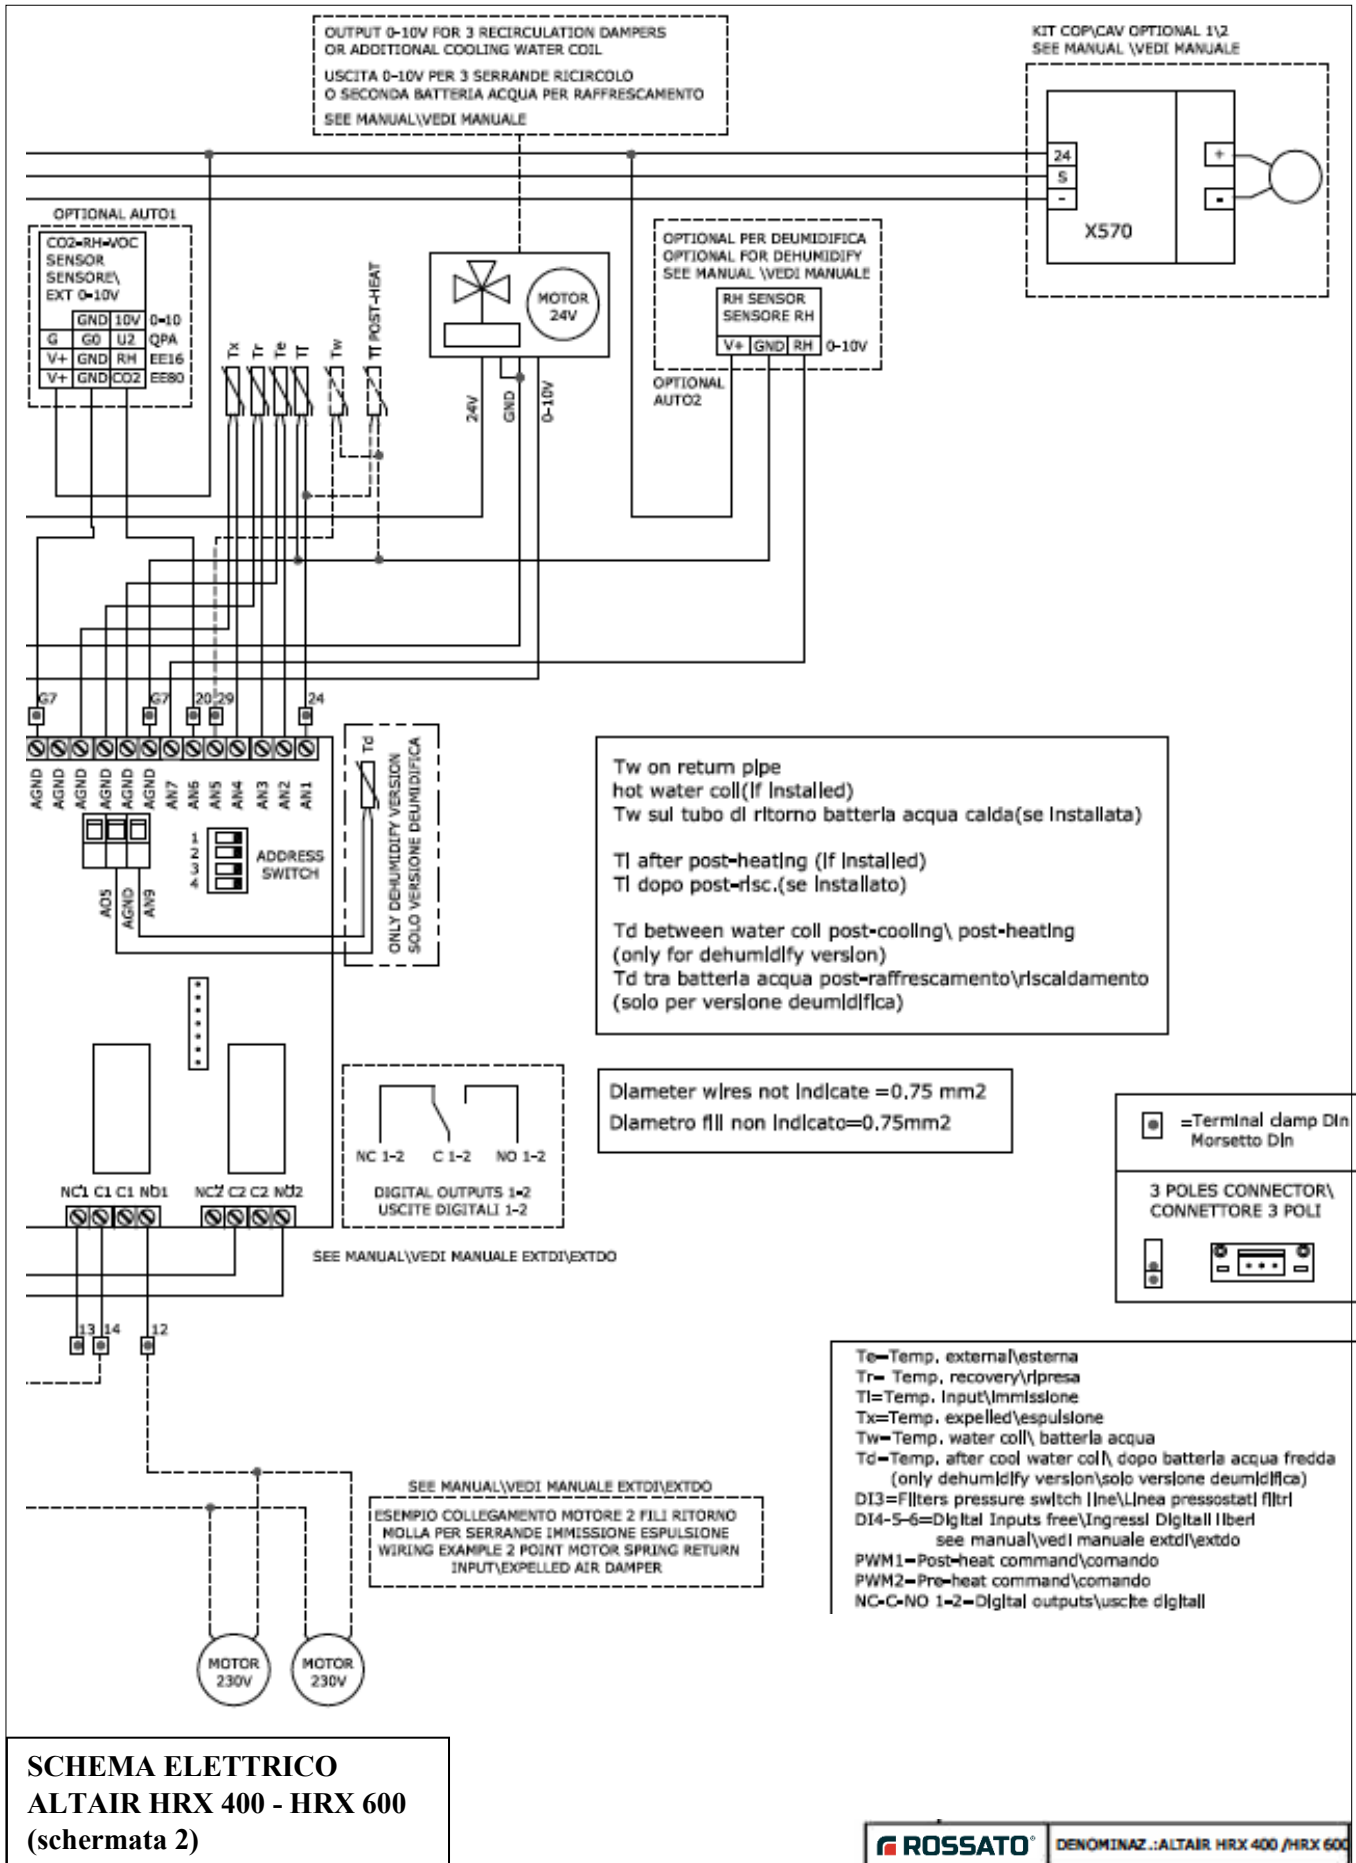 OUTPUT 0-10V FOR 3 RECIRCULATION DAMPERS
OR ADDITIONAL COOLING WATER COIL
USCITA 0-10V PER 3 SERRANDE RICIRCOLO
O SECONDA BATTERIA ACQUA PER RAFFRESCAMENTO
SEE MANUAL\VEDI MANUALE
KIT COP\CAV OPTIONAL 1\2
SEE MANUAL \VEDI MANUALE
24
S
-
+
-
X570
OPTIONAL AUTO1
CO2-RH-VOC
SENSOR
SENSORE\
EXT 0-10V
GND 10V 0-10
G G0 U2 QPA
V+ GND RH EE16
V+ GND CO2 EE80
Tx
Tr
Te
TI
Tw
TI POST-HEAT
MOTOR
24V
24V
GND
0-10V
OPTIONAL PER DEUMIDIFICA
OPTIONAL FOR DEHUMIDIFY
SEE MANUAL \VEDI MANUALE
RH SENSOR
SENSORE RH
V+ GND RH 0-10V
OPTIONAL
AUTO2
G7
G7
20
29
24
AGND
AGND
AGND
AGND
AGND
AGND
AN7
AN6
AN5
AN4
AN3
AN2
AN1
1
2
3
4
ADDRESS
SWITCH
AO5
AGND
AN9
Td
ONLY DEHUMIDIFY VERSION
SOLO VERSIONE DEUMIDIFICA
Tw on return pipe
hot water coil(if installed)
Tw sul tubo di ritorno batteria acqua calda(se installata)
TI after post-heating (if installed)
TI dopo post-risc.(se installato)
Td between water coil post-cooling\ post-heating
(only for dehumidify version)
Td tra batteria acqua post-raffrescamento\riscaldamento
(solo per versione deumidifica)
Diameter wires not indicate =0.75 mm2
Diametro fili non indicato=0.75mm2
NC 1-2 C 1-2 NO 1-2
DIGITAL OUTPUTS 1-2
USCITE DIGITALI 1-2
SEE MANUAL\VEDI MANUALE EXTDI\EXTDO
=Terminal clamp Din
Morsetto Din
3 POLES CONNECTOR\
CONNETTORE 3 POLI
NC1 C1 C1 NO1
NC2 C2 C2 NO2
13
14
12
Te=Temp. external\esterna
Tr= Temp. recovery\ripresa
TI=Temp. input\immissione
Tx=Temp. expelled\espulsione
Tw=Temp. water coil\ batteria acqua
Td=Temp. after cool water coil\ dopo batteria acqua fredda
(only dehumidify version\solo versione deumidifica)
DI3=Filters pressure switch line\Linea pressostati filtri
DI4-5-6=Digital Inputs free\Ingressi Digitali liberi
see manual\vedi manuale extdi\extdo
PWM1=Post-heat command\comando
PWM2=Pre-heat command\comando
NC-C-NO 1-2=Digital outputs\uscite digitali
SEE MANUAL\VEDI MANUALE EXTDI\EXTDO
ESEMPIO COLLEGAMENTO MOTORE 2 FILI RITORNO
MOLLA PER SERRANDE IMMISSIONE ESPULSIONE
WIRING EXAMPLE 2 POINT MOTOR SPRING RETURN
INPUT\EXPELLED AIR DAMPER
MOTOR
230V
MOTOR
230V
SCHEMA ELETTRICO
ALTAIR HRX 400 - HRX 600
(schermata 2)
ROSSATO®
DENOMINAZ.:ALTAIR HRX 400 /HRX 600